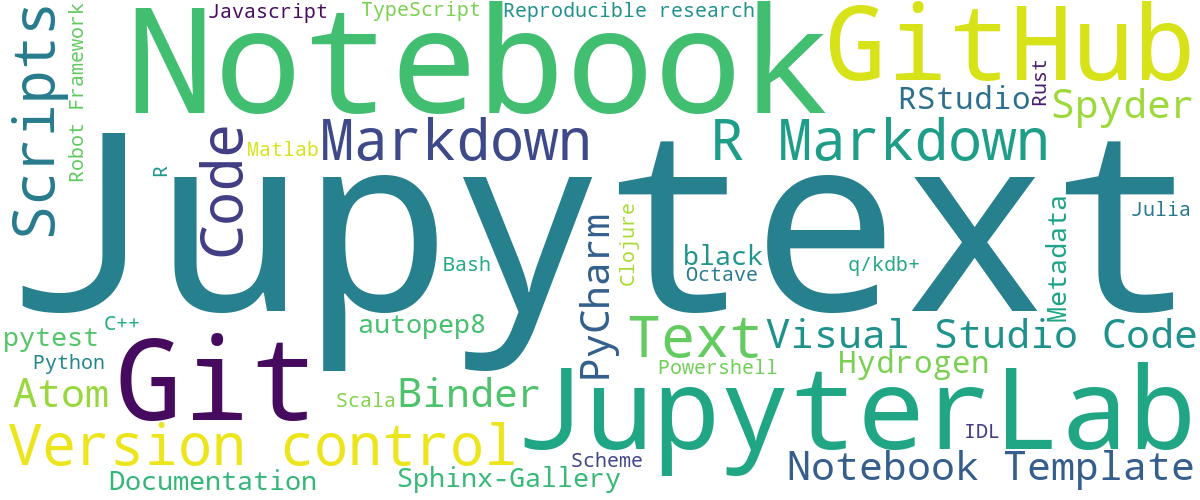 Scripts
Robot Framework
Javascript
TypeScript
Reproducible research
Notebook
GitHub
RStudio
Rust
Spyder
R
Code
Matlab
Markdown
R Markdown
Jupytext
Clojure
PyCharm
black
Octave
Bash
q/kdb+
Metadata
Julia
C++
pytest
Python
autopep8
Text
Visual Studio Code
Git
Powershell
Hydrogen
Atom
Scala
Binder
JupyterLab
Version control
Scheme
IDL
Documentation
Sphinx-Gallery
Notebook Template